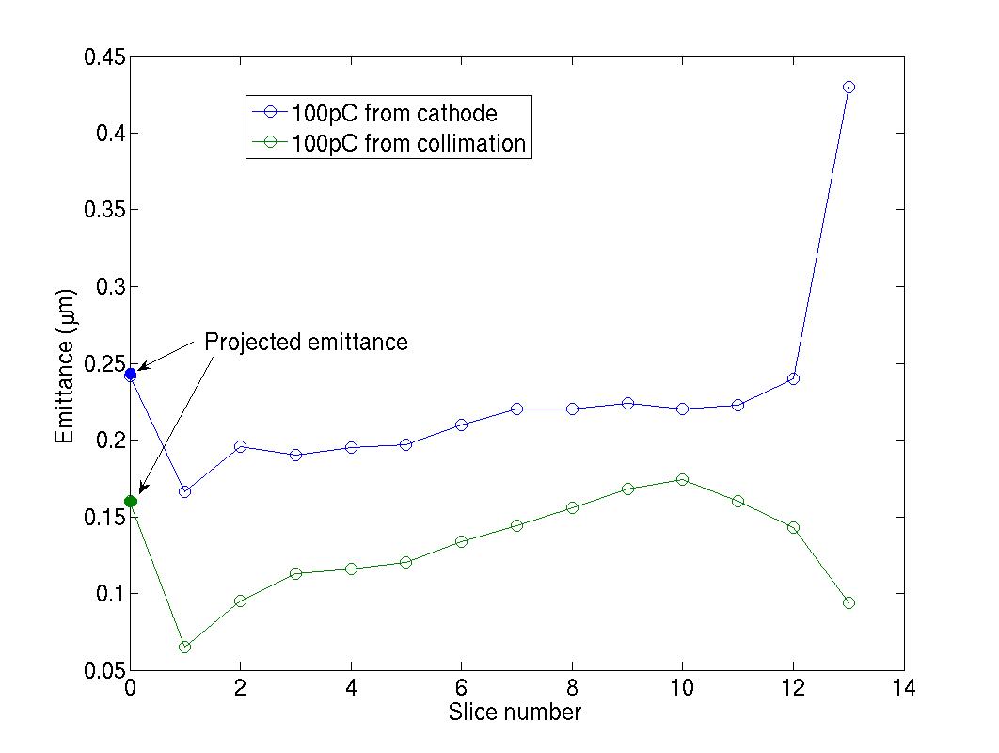 0.45
0.4
0.35
0.3
0.25
0.2
0.15
0.1
0.05
Emittance (μm)
100pC from cathode
100pC from collimation
Projected emittance
0 2 4 6 8 10 12 14
Slice number